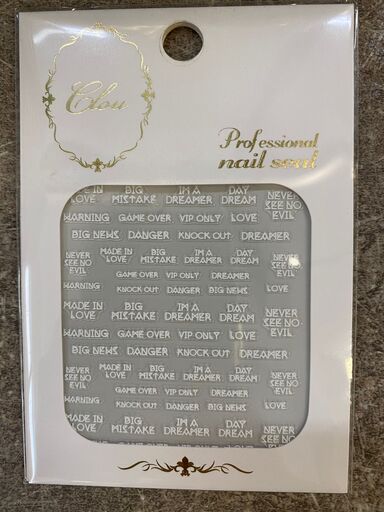 Clou
Professional
nail seal
MADE IN LOVE BIG MISTAKE I'M A DREAMER DAY DREAM NEVER SEE NO EVIL
WARNING GAME OVER VIP ONLY LOVE
BIG NEWS DANGER KNOCK OUT DREAMER
NEVER SEE NO EVIL MADE IN LOVE BIG MISTAKE I'M A DREAMER DAY DREAM
GAME OVER VIP ONLY DREAMER
WARNING KNOCK OUT DANGER BIG NEWS LOVE
MADE IN LOVE BIG MISTAKE I'M A DREAMER DAY DREAM NEVER SEE NO EVIL
WARNING GAME OVER VIP ONLY LOVE
BIG NEWS DANGER KNOCK OUT DREAMER
NEVER SEE NO EVIL MADE IN LOVE BIG MISTAKE I'M A DREAMER DAY DREAM NEVER SEE NO EVIL
GAME OVER VIP ONLY DREAMER
WARNING KNOCK OUT DANGER BIG NEWS LOVE
MADE IN LOVE BIG MISTAKE I'M A DREAMER DAY DREAM NEVER SEE NO EVIL